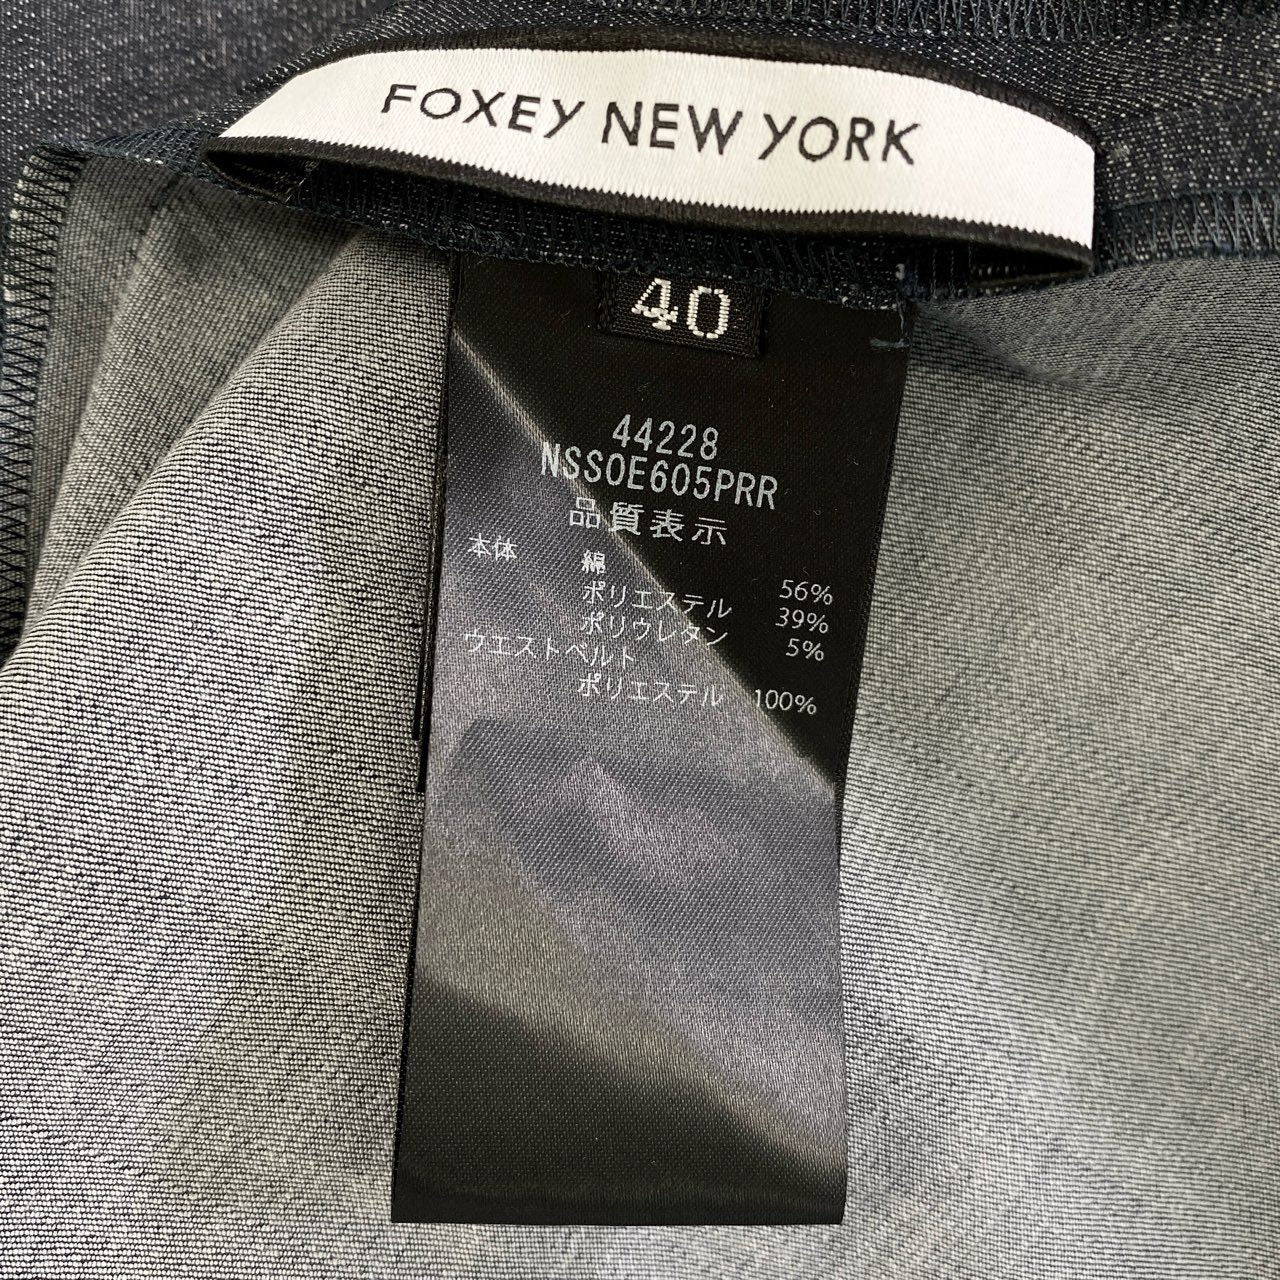 FOXEY NEW YORK
40
44228
NSSOE605PRR
品質表示
本体 綿 56%
ポリエステル 39%
ポリウレタン 5%
ウエストベルト
ポリエステル 100%